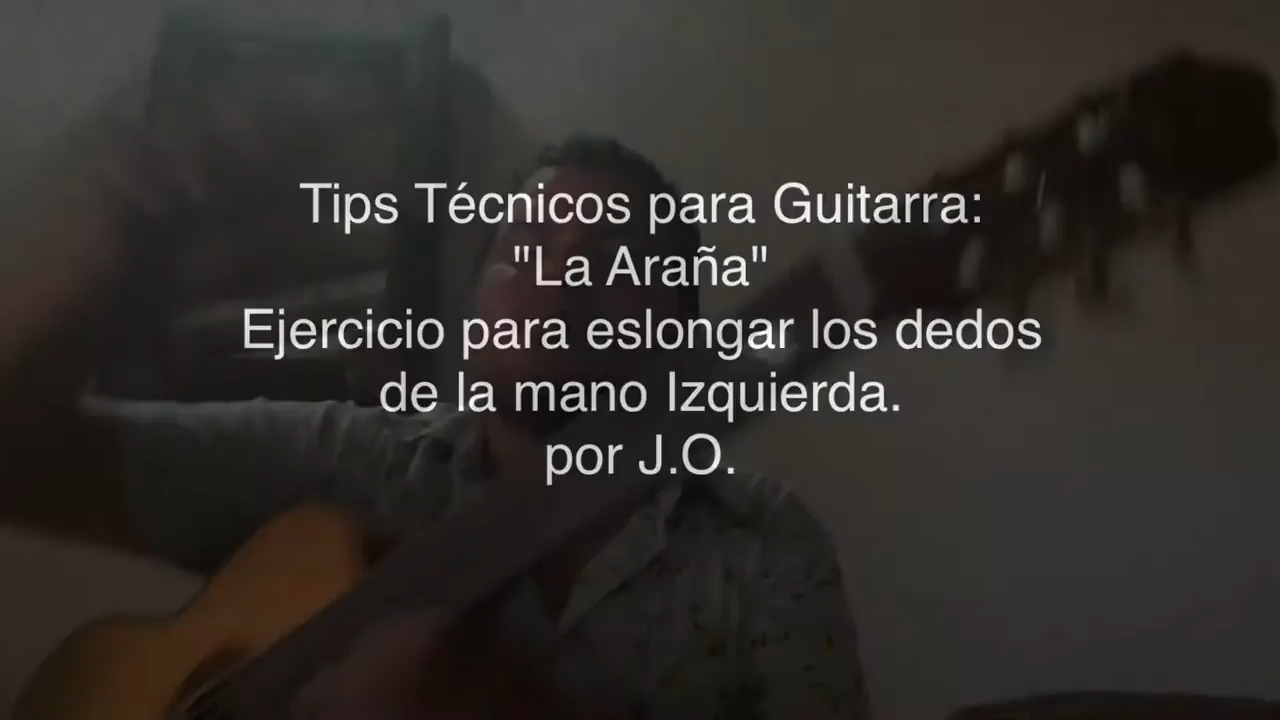 Tips Técnicos para Guitarra:
"La Araña"
Ejercicio para eslongar los dedos
de la mano Izquierda.
por J.O.